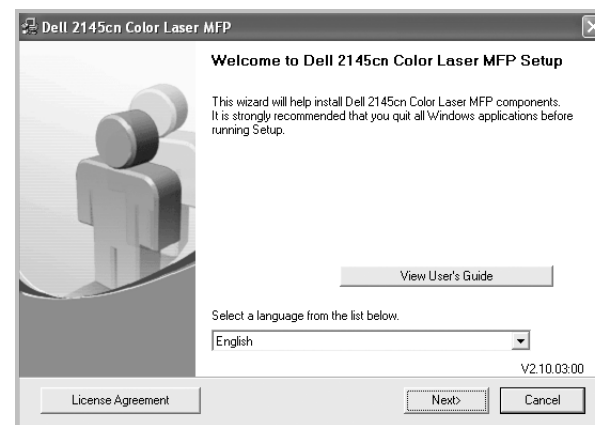 Dell 2145cn Color Laser MFP
Welcome to Dell 2145cn Color Laser MFP Setup
This wizard will help install Dell 2145cn Color Laser MFP components.
It is strongly recommended that you quit all Windows applications before
running Setup.
View User's Guide
Select a language from the list below.
English
V2.10.03:00
License Agreement
Next>
Cancel